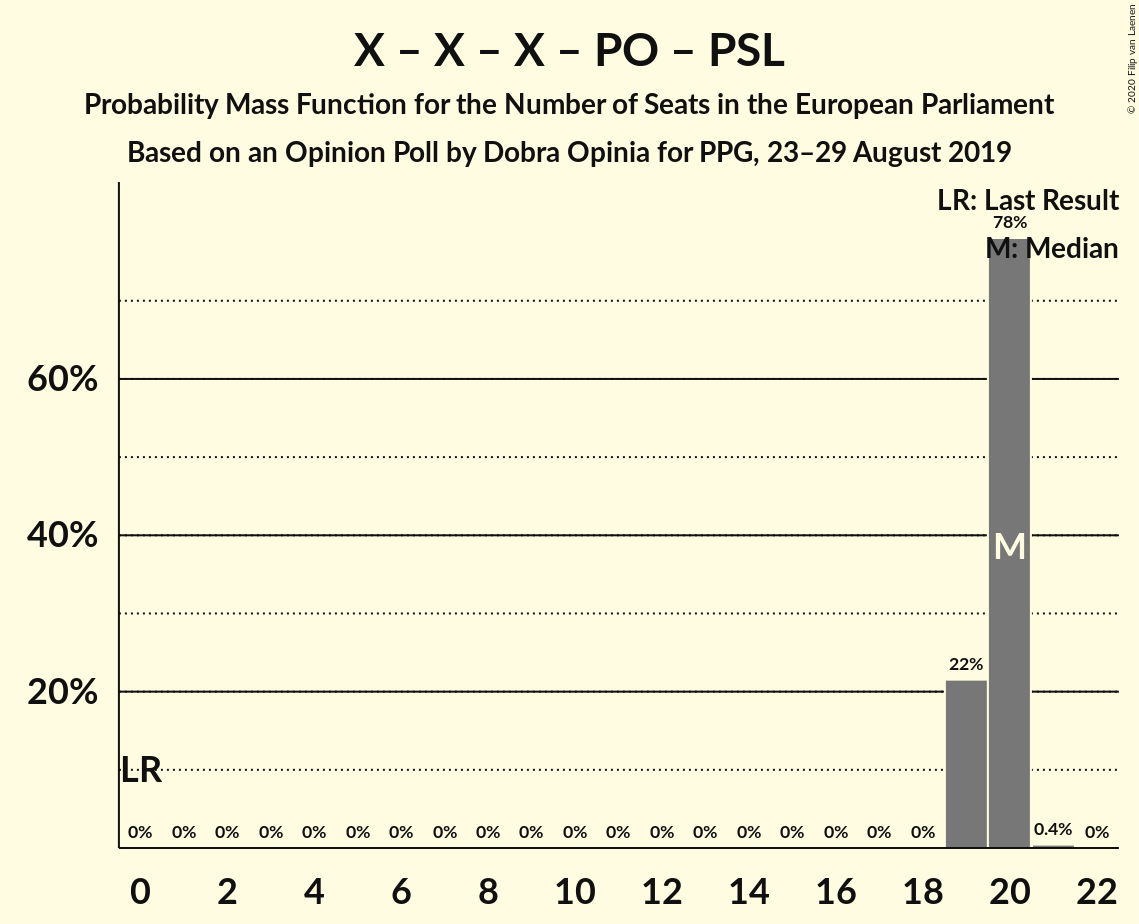 X – X – X – PO – PSL
Probability Mass Function for the Number of Seats in the European Parliament
Based on an Opinion Poll by Dobra Opinia for PPG, 23–29 August 2019
© 2020 Filip van Laenen
LR: Last Result
78%
M: Median
60%
40%
M
22%
20%
LR
0% 0% 0% 0% 0% 0% 0% 0% 0% 0% 0% 0% 0% 0% 0% 0% 0% 0% 0% 0.4% 0%
0 2 4 6 8 10 12 14 16 18 20 22